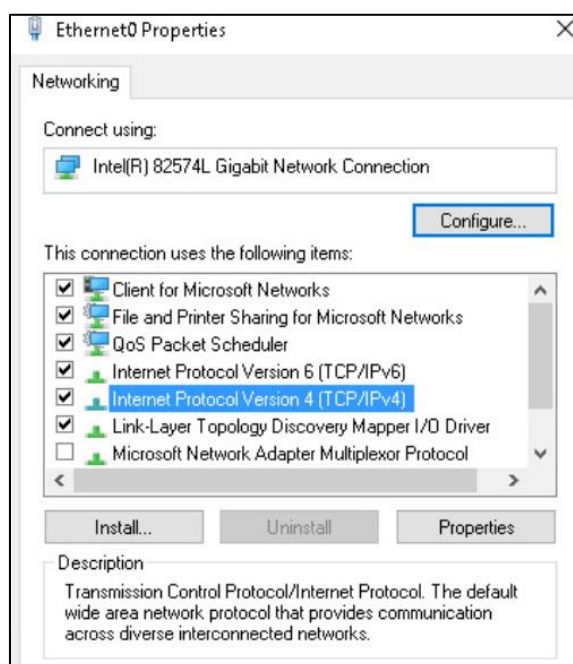 Ethernet0 Properties
Networking
Connect using:
Intel(R) 82574L Gigabit Network Connection
Configure...
This connection uses the following items:
Client for Microsoft Networks
File and Printer Sharing for Microsoft Networks
QoS Packet Scheduler
Internet Protocol Version 6 (TCP/IPv6)
Internet Protocol Version 4 (TCP/IPv4)
Link-Layer Topology Discovery Mapper I/O Driver
Microsoft Network Adapter Multiplexor Protocol
Install... Uninstall Properties
Description
Transmission Control Protocol/Internet Protocol. The default
wide area network protocol that provides communication
across diverse interconnected networks.